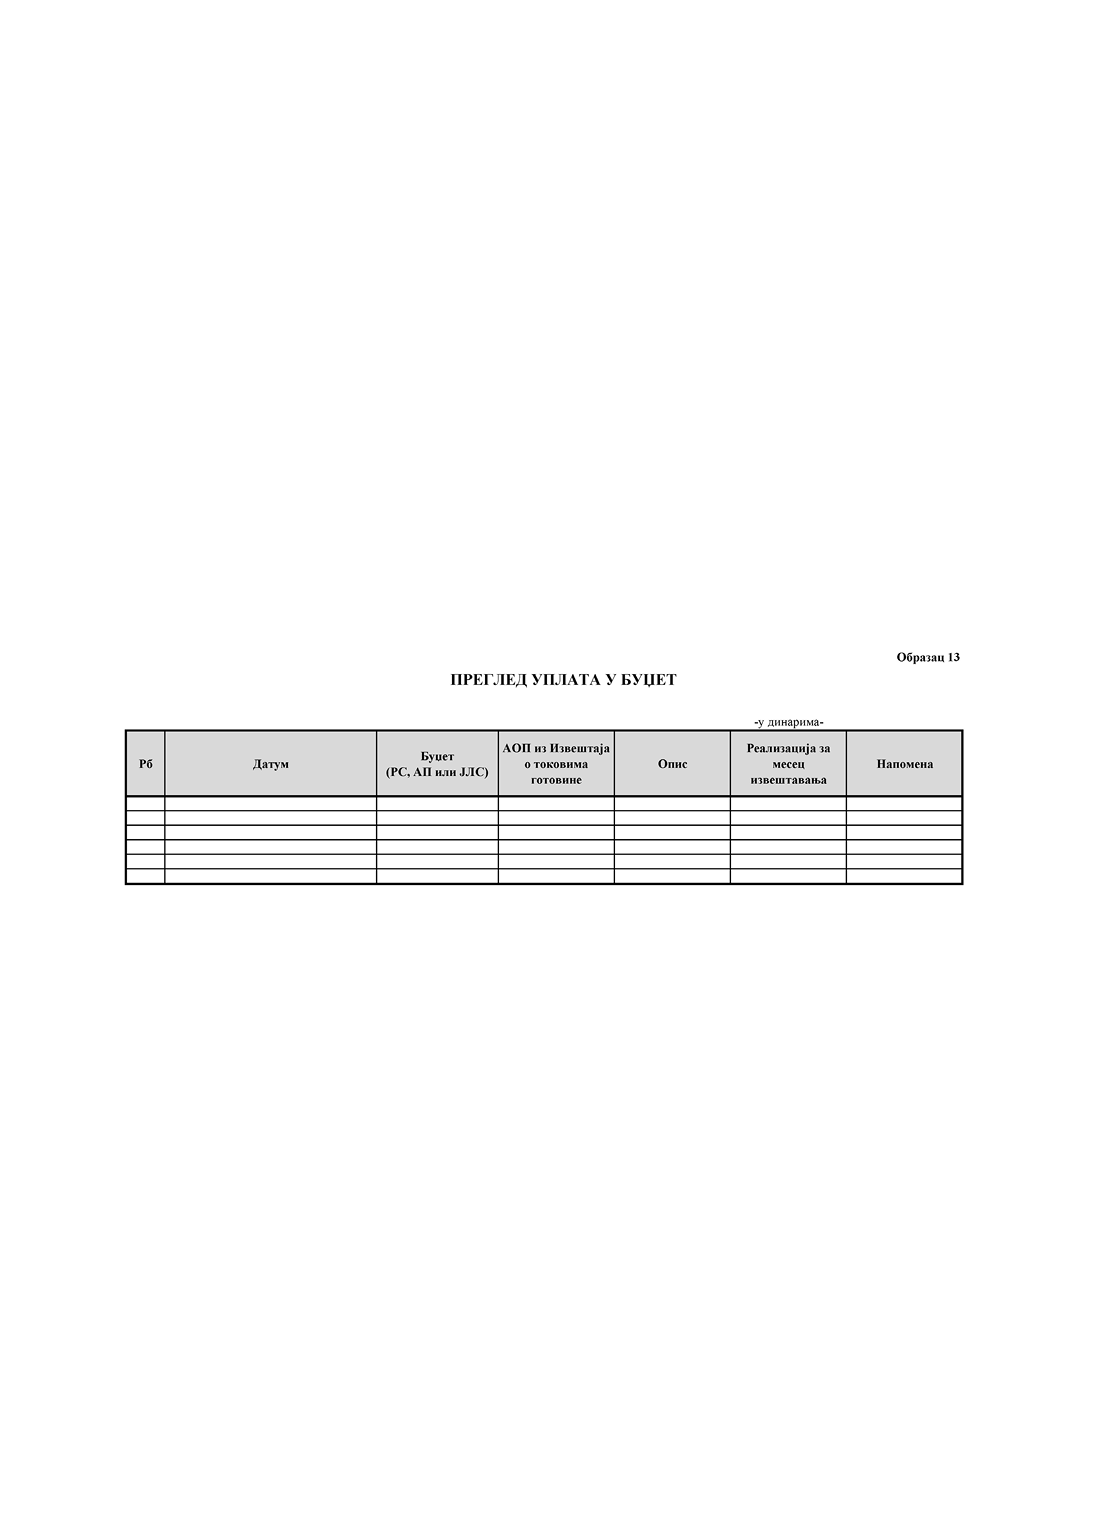 Образац 13
ПРЕГЛЕД УПЛАТА У БУЏЕТ
-у динарима-
Рб
Датум
Буџет
(РС, АП или ЈЛС)
АОП из Извештаја
о токовима
готовине
Опис
Реализација за
месец
извештавања
Напомена